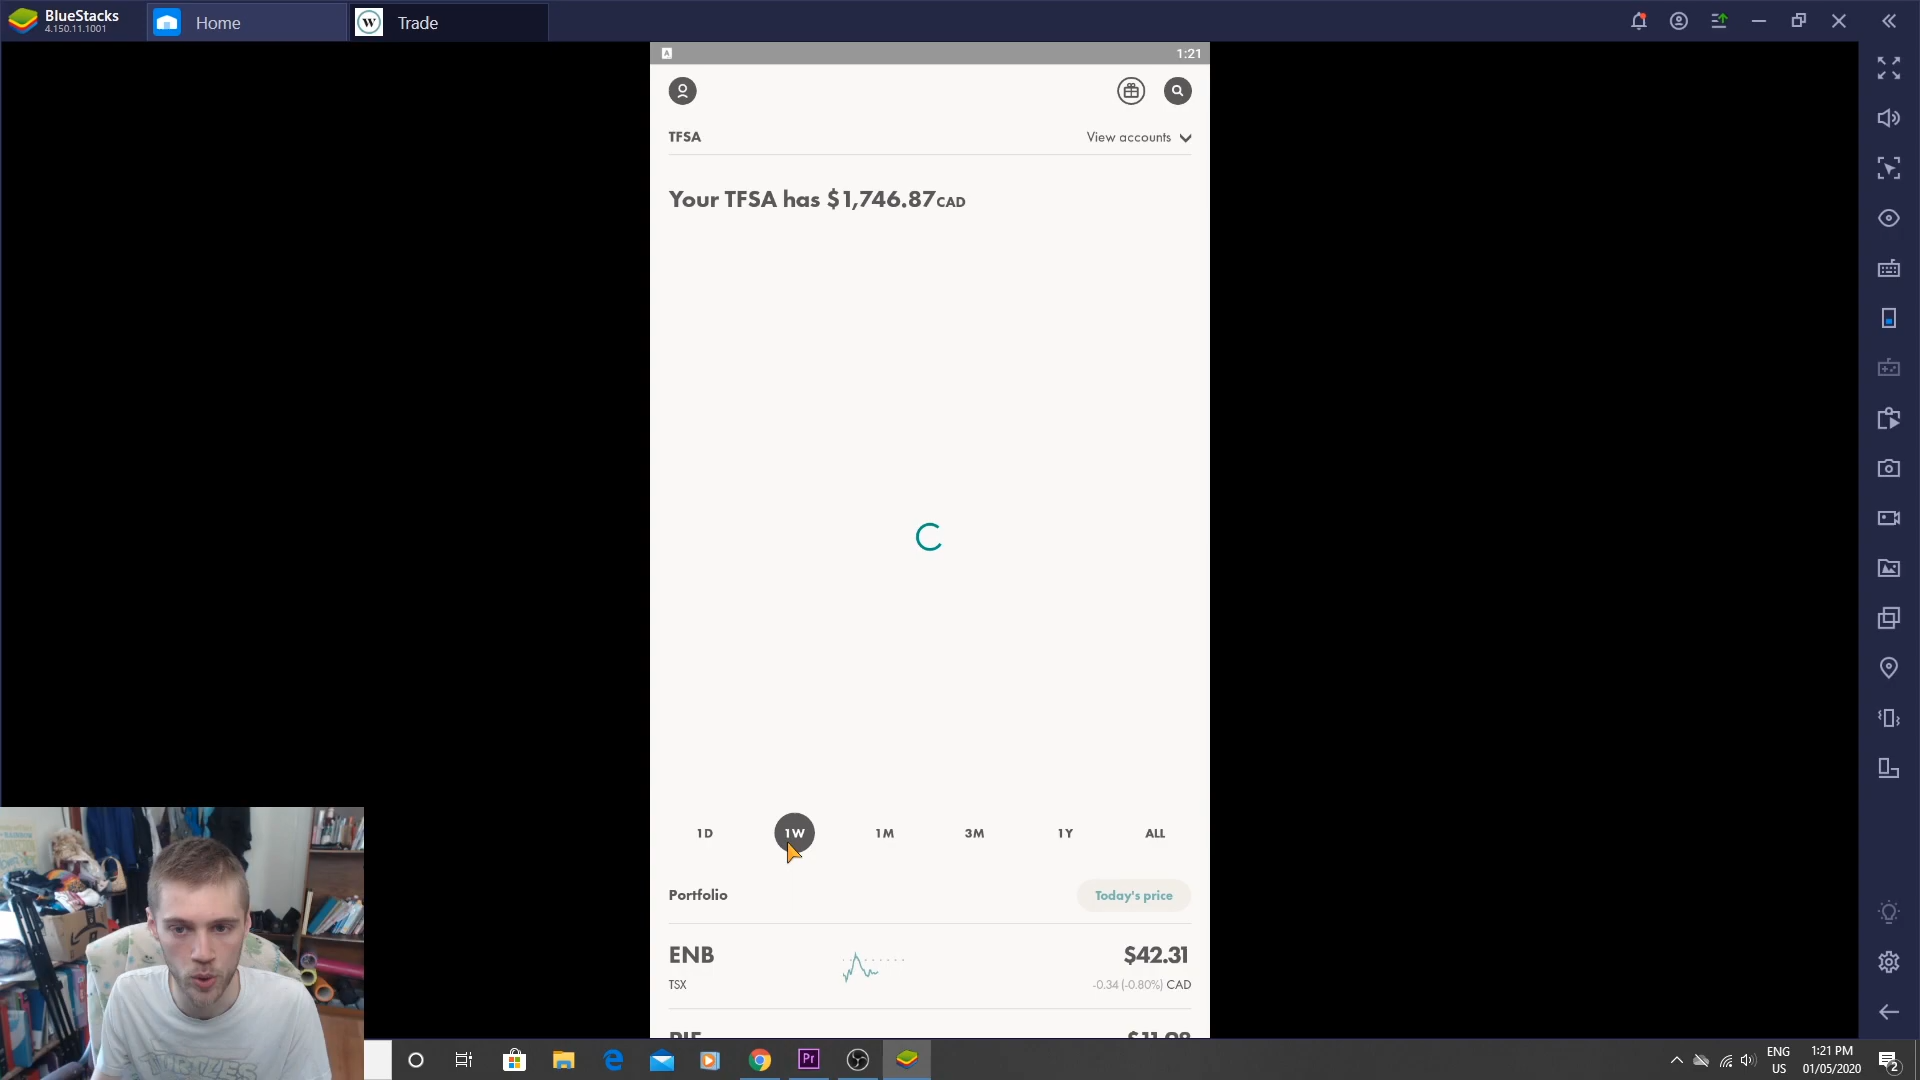 BlueStacks
4.150.11.1001
Home
W
Trade
A
1:21
TFSA
View accounts
Your TFSA has $1,746.87CAD
1D
1W
1M
3M
1Y
ALL
Portfolio
Today's price
ENB
$42.31
TSX
-0.34 (-0.80%) CAD
Pr
ENG
US
1:21 PM
01/05/2020
2